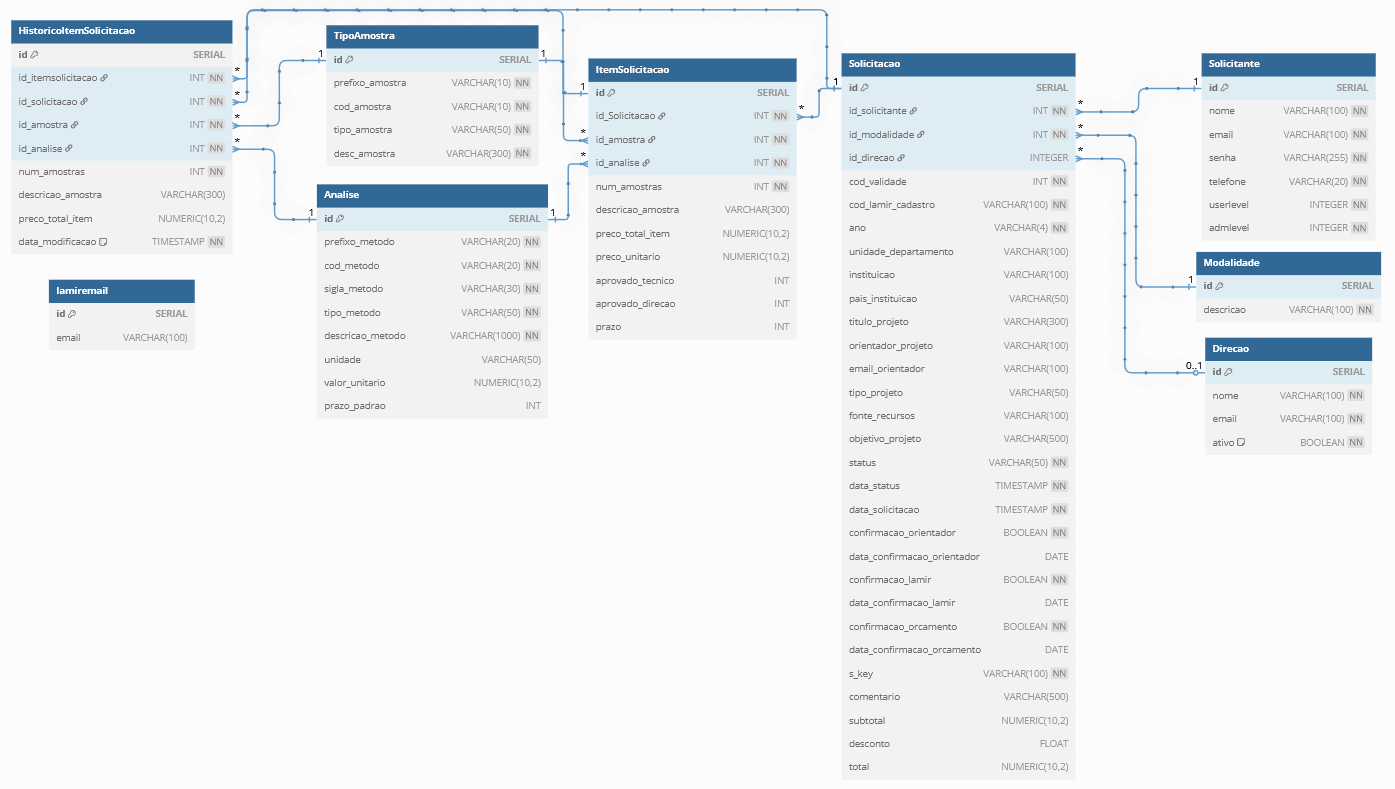 HistoricoItemSolicitacao
id SERIAL
id_itemsolicitacao INT NN
id_solicitacao INT NN
id_amostra INT NN
id_analise INT NN
num_amostras INT NN
descricao_amostra VARCHAR(300)
preco_total_item NUMERIC(10,2)
data_modificacao TIMESTAMP NN
*
*
*
*
lamiremail
id SERIAL
email VARCHAR(100)
TipoAmostra
1 id SERIAL 1
prefixo_amostra VARCHAR(10) NN
cod_amostra VARCHAR(10) NN
tipo_amostra VARCHAR(50) NN
desc_amostra VARCHAR(300) NN
Analise
1 id SERIAL 1
prefixo_metodo VARCHAR(20) NN
cod_metodo VARCHAR(20) NN
sigla_metodo VARCHAR(30) NN
tipo_metodo VARCHAR(50) NN
descricao_metodo VARCHAR(1000) NN
unidade VARCHAR(50)
valor_unitario NUMERIC(10,2)
prazo_padrao INT
ItemSolicitacao
1 id SERIAL
id_Solicitacao INT NN *
* id_amostra INT NN
* id_analise INT NN
num_amostras INT NN
descricao_amostra VARCHAR(300)
preco_total_item NUMERIC(10,2)
preco_unitario NUMERIC(10,2)
aprovado_tecnico INT
aprovado_direcao INT
prazo INT
Solicitacao
1 id SERIAL
id_solicitante INT NN *
id_modalidade INT NN *
id_direcao INTEGER *
cod_validade INT NN
cod_lamir_cadastro VARCHAR(100) NN
ano VARCHAR(4) NN
unidade_departamento VARCHAR(100)
instituicao VARCHAR(100)
pais_instituicao VARCHAR(50)
titulo_projeto VARCHAR(300)
orientador_projeto VARCHAR(100)
email_orientador VARCHAR(100)
tipo_projeto VARCHAR(50)
fonte_recursos VARCHAR(100)
objetivo_projeto VARCHAR(500)
status VARCHAR(50) NN
data_status TIMESTAMP NN
data_solicitacao TIMESTAMP NN
confirmacao_orientador BOOLEAN NN
data_confirmacao_orientador DATE
confirmacao_lamir BOOLEAN NN
data_confirmacao_lamir DATE
confirmacao_orcamento BOOLEAN NN
data_confirmacao_orcamento DATE
s_key VARCHAR(100) NN
comentario VARCHAR(500)
subtotal NUMERIC(10,2)
desconto FLOAT
total NUMERIC(10,2)
Solicitante
1 id SERIAL
nome VARCHAR(100) NN
email VARCHAR(100) NN
senha VARCHAR(255) NN
telefone VARCHAR(20) NN
userlevel INTEGER NN
admlevel INTEGER NN
Modalidade
1 id SERIAL
descricao VARCHAR(100) NN
Direcao
0..1 id SERIAL
nome VARCHAR(100) NN
email VARCHAR(100) NN
ativo BOOLEAN NN